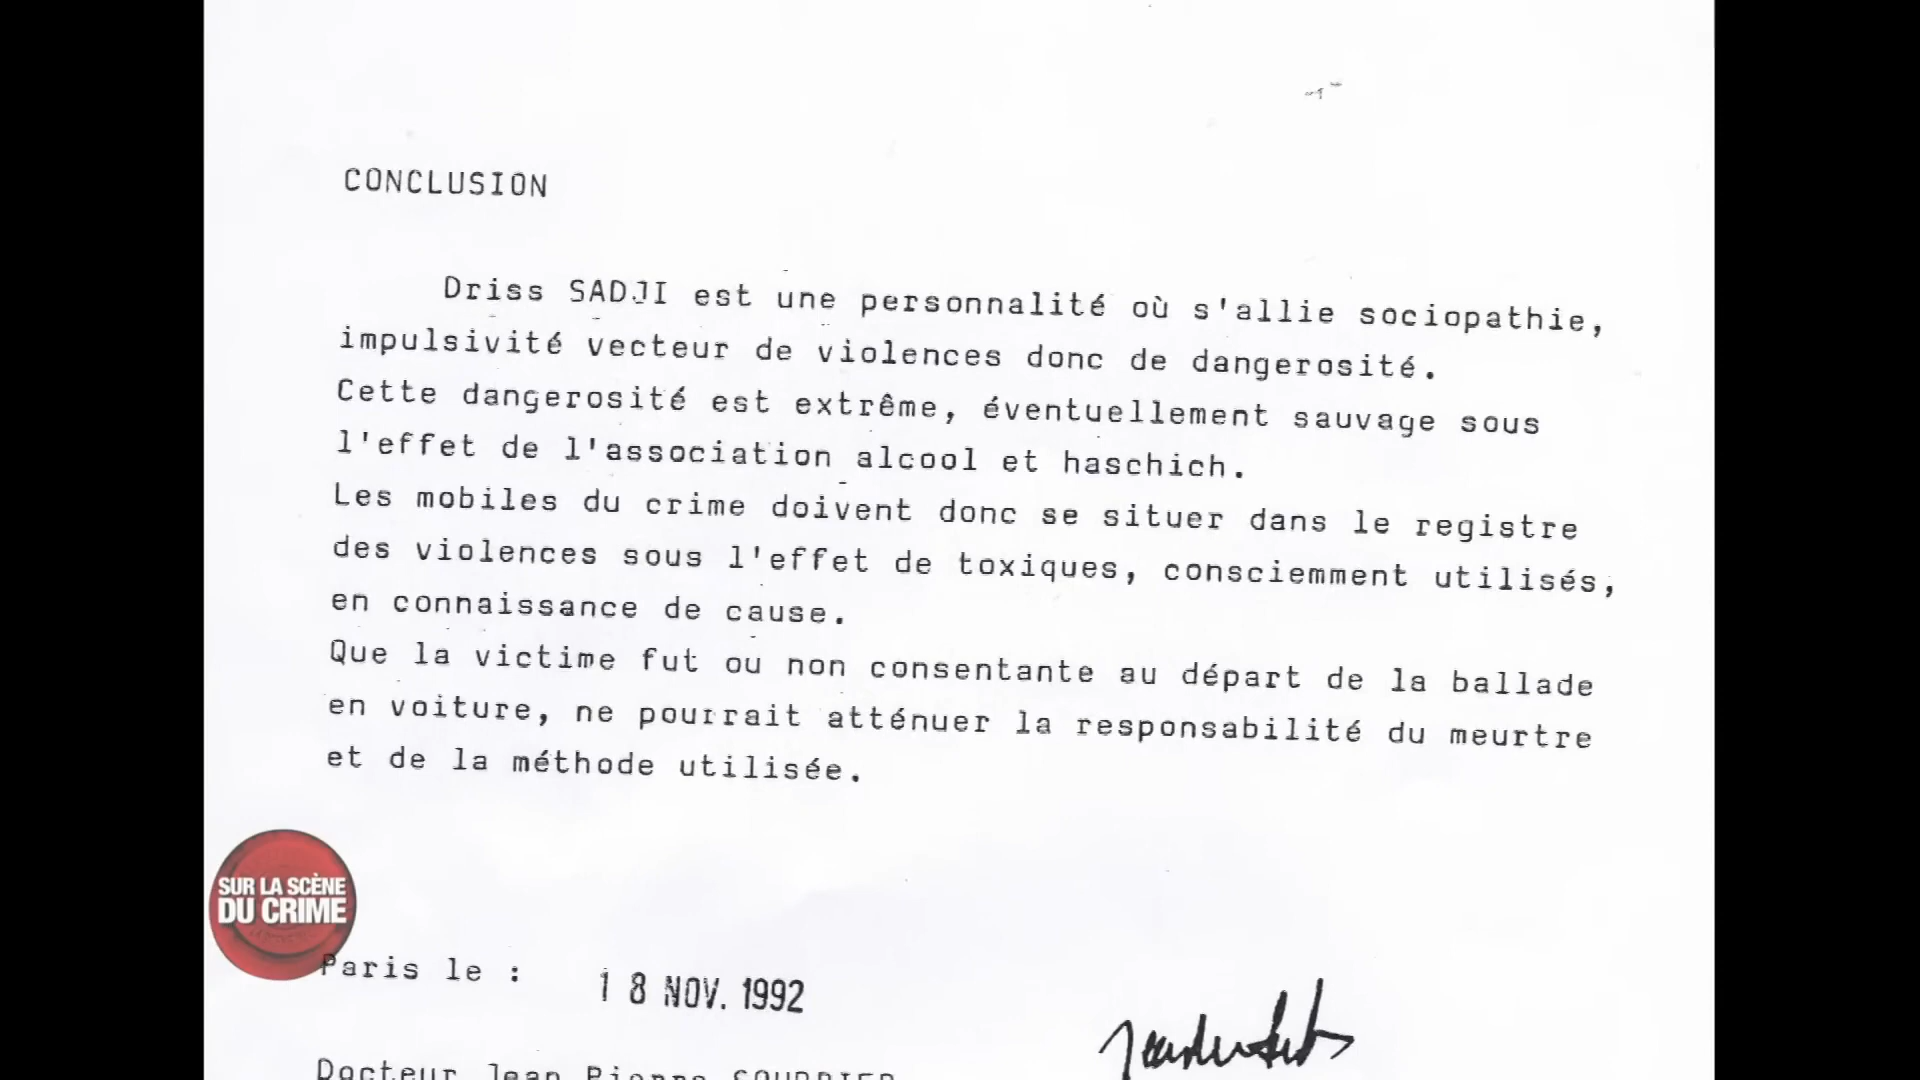 CONCLUSION
Driss SADJI est une personnalité où s'allie sociopathie,
impulsivité vecteur de violences donc de dangerosité.
Cette dangerosité est extrême, éventuellement sauvage sous
l'effet de l'association alcool et haschich.
Les mobiles du crime doivent donc se situer dans le registre
des violences sous l'effet de toxiques, consciemment utilisés,
en connaissance de cause.
Que la victime fut ou non consentante au départ de la ballade
en voiture, ne pourrait atténuer la responsabilité du meurtre
et de la méthode utilisée.
SUR LA SCÈNE
DU CRIME
Paris le : 18 NOV. 1992
Docteur Jean Pierre